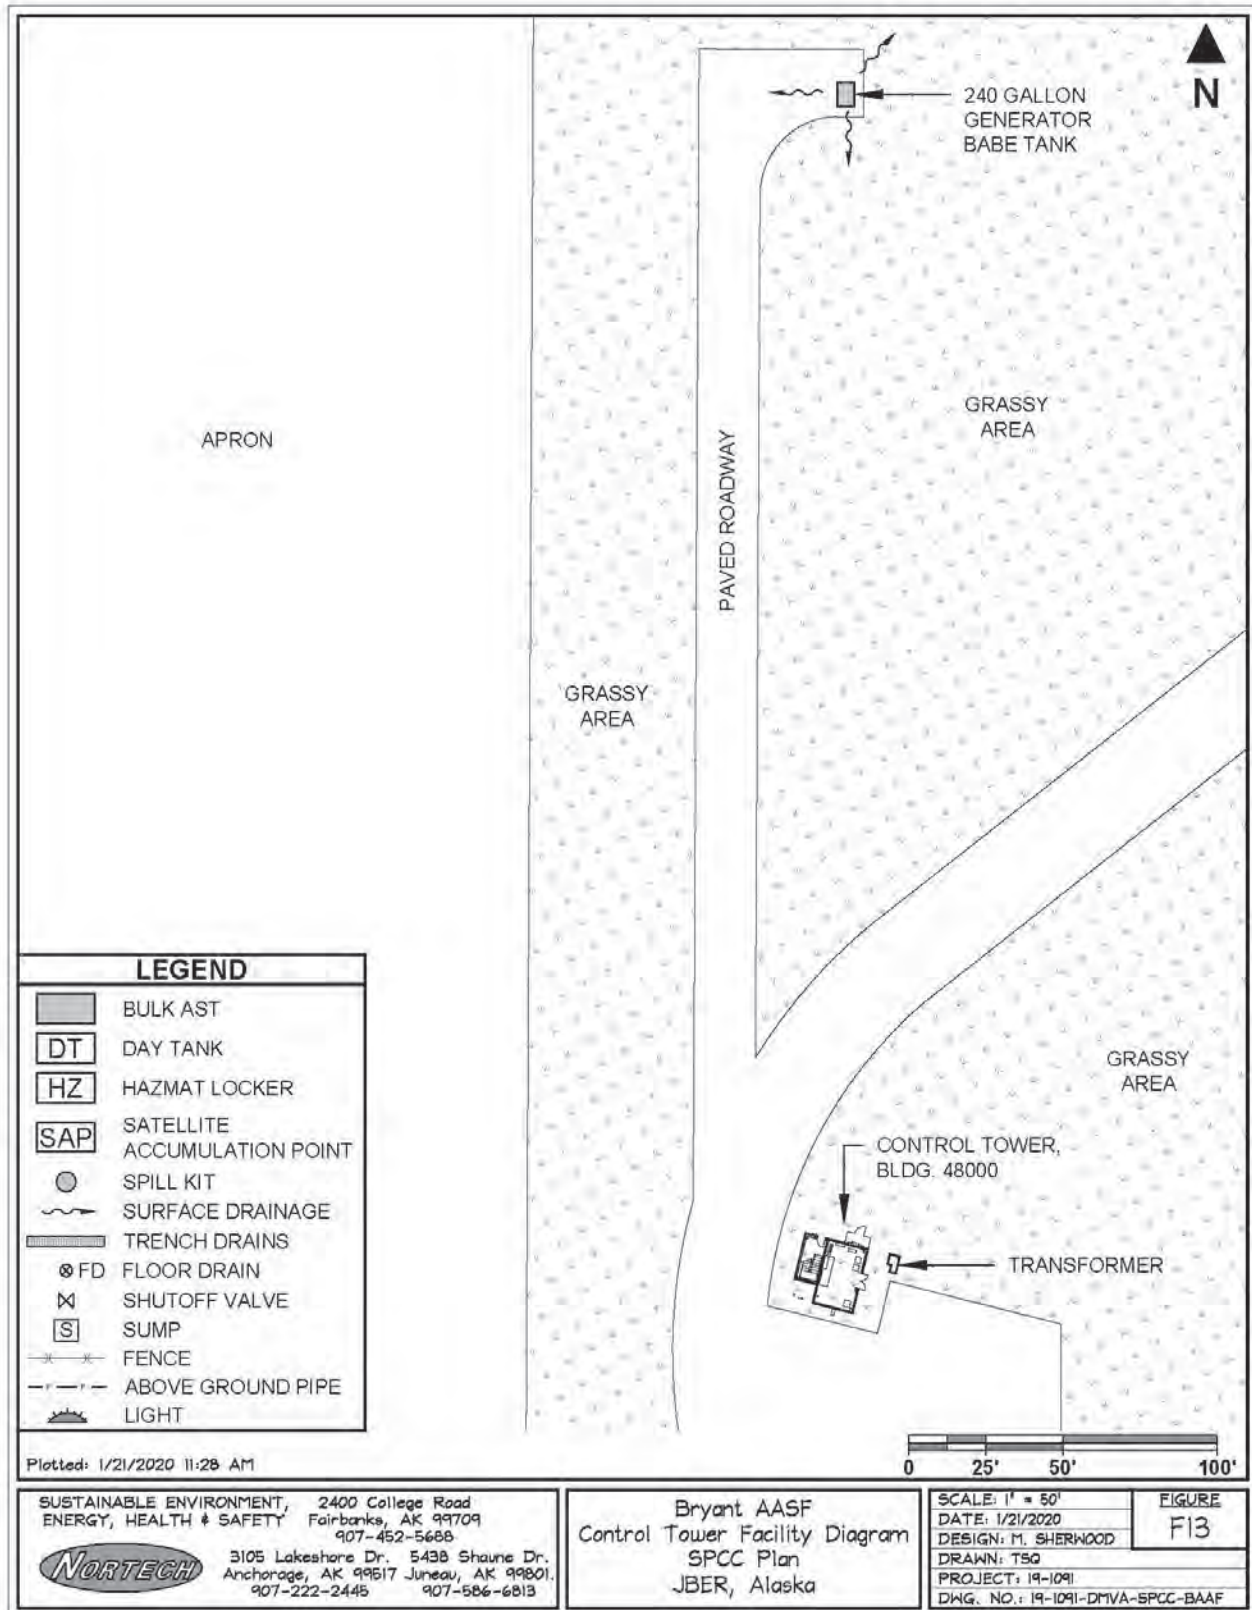 N
240 GALLON
GENERATOR
BABE TANK
APRON
GRASSY
AREA
PAVED ROADWAY
GRASSY
AREA
GRASSY
AREA
CONTROL TOWER,
BLDG. 48000
TRANSFORMER
LEGEND
BULK AST
DT DAY TANK
HZ HAZMAT LOCKER
SAP SATELLITE
ACCUMULATION POINT
SPILL KIT
SURFACE DRAINAGE
TRENCH DRAINS
FD FLOOR DRAIN
SHUTOFF VALVE
S SUMP
FENCE
ABOVE GROUND PIPE
LIGHT
Plotted: 1/21/2020 11:28 AM
0 25' 50' 100'
SUSTAINABLE ENVIRONMENT,
ENERGY, HEALTH & SAFETY
2400 College Road
Fairbanks, AK 99709
907-452-5688
NORTECH
3105 Lakeshore Dr.
Anchorage, AK 99517
907-222-2445
5438 Shaune Dr.
Juneau, AK 99801.
907-586-6813
Bryant AASF
Control Tower Facility Diagram
SPCC Plan
JBER, Alaska
SCALE: 1" = 50'
DATE: 1/21/2020
DESIGN: M. SHERWOOD
DRAWN: TSQ
PROJECT: 19-1091
DWG. NO.: 19-1091-DMVA-SPCC-BAAF
FIGURE
F13